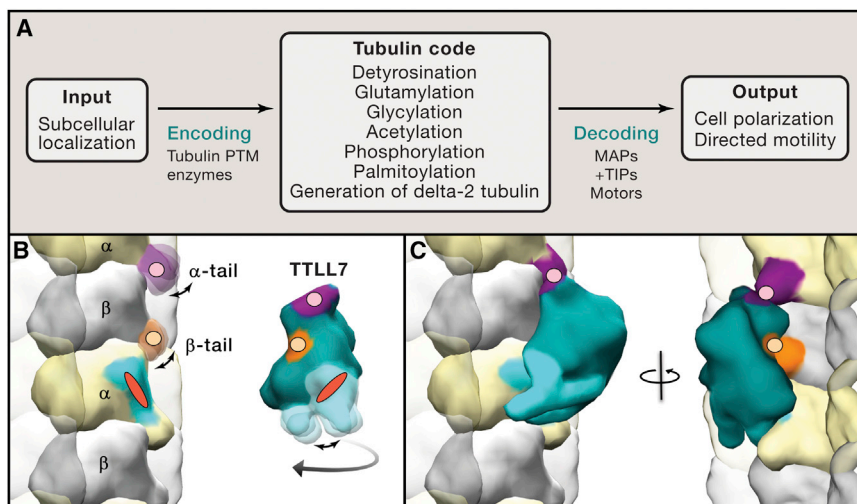 A
Input
Subcellular
localization
Encoding
Tubulin PTM
enzymes
Tubulin code
Detyrosination
Glutamylation
Glycylation
Acetylation
Phosphorylation
Palmitoylation
Generation of delta-2 tubulin
Decoding
MAPs
+TIPs
Motors
Output
Cell polarization
Directed motility
B
α
α-tail
β
β-tail
α
β
TTLL7
C